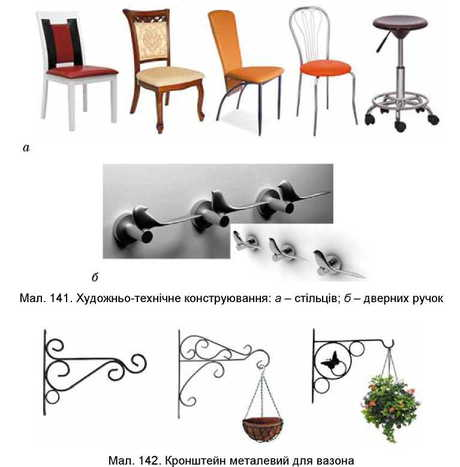 а
б
Мал. 141. Художньо-технічне конструювання: а – стільців; б – дверних ручок
Мал. 142. Кронштейн металевий для вазона